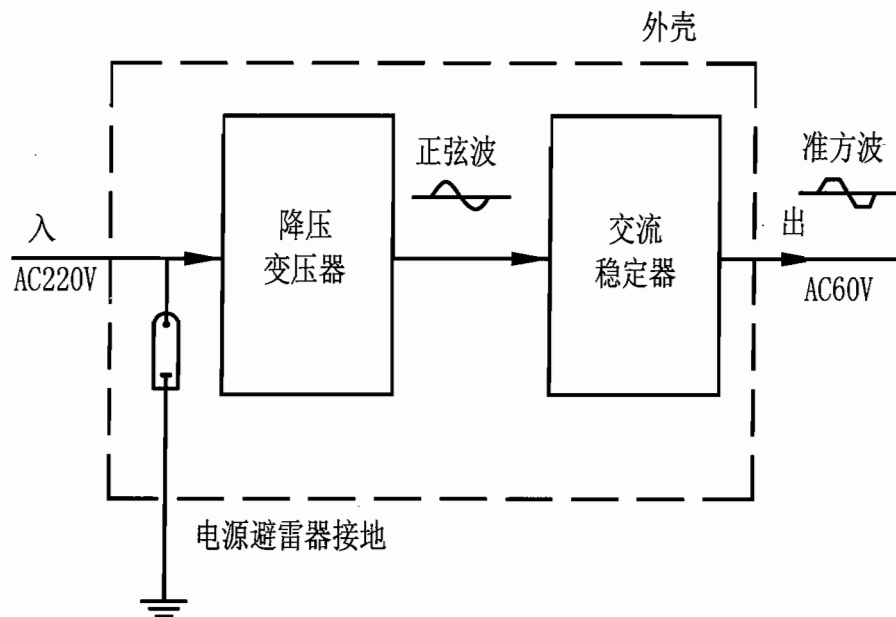 外壳
正弦波
准方波
入
降压
变压器
交流
稳定器
出
AC220V
AC60V
电源避雷器接地